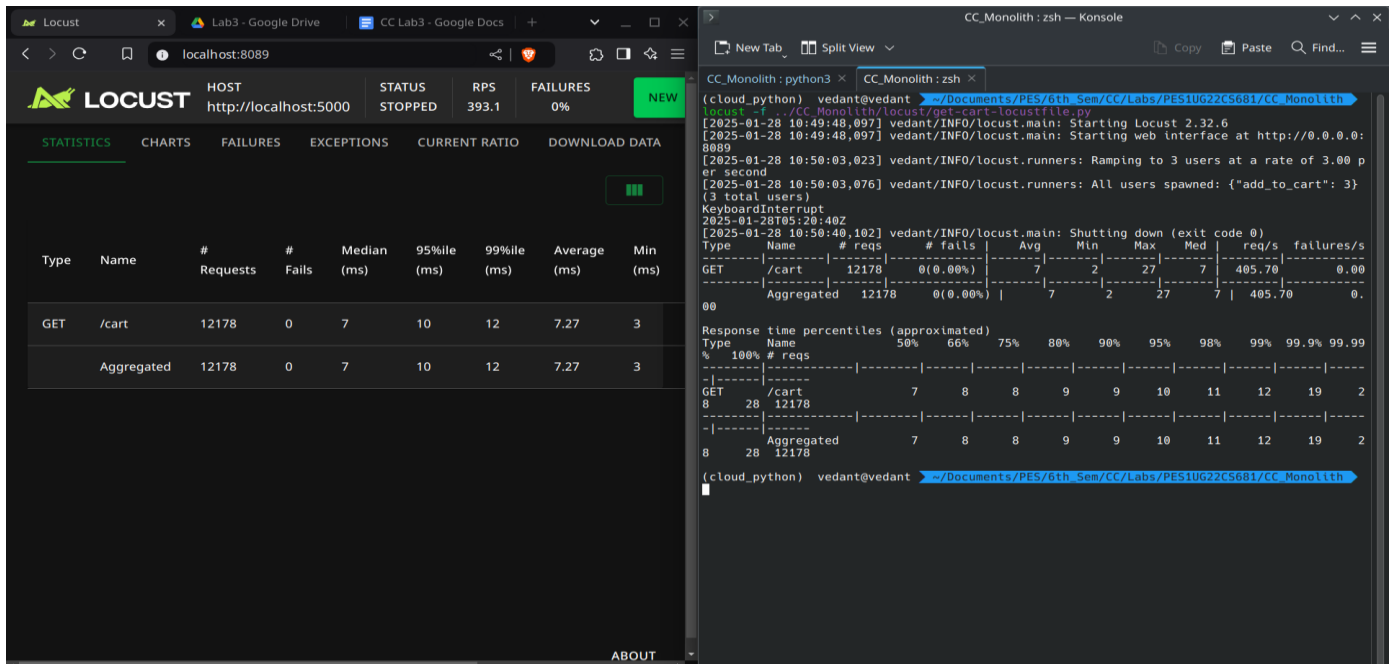 Locust
Lab3 - Google Drive
CC Lab3 - Google Docs
localhost:8089
LOCUST
HOST
http://localhost:5000
STATUS
STOPPED
RPS
393.1
FAILURES
0%
NEW
STATISTICS CHARTS FAILURES EXCEPTIONS CURRENT RATIO DOWNLOAD DATA
Type Name # Requests # Fails Median (ms) 95%ile (ms) 99%ile (ms) Average (ms) Min (ms)
GET /cart 12178 0 7 10 12 7.27 3
Aggregated 12178 0 7 10 12 7.27 3
ABOUT
CC_Monolith : zsh — Konsole
New Tab Split View Copy Paste Find...
CC_Monolith : python3 CC_Monolith : zsh
(cloud_python) vedant@vedant ~/Documents/PES/6th_Sem/CC/Labs/PES1UG22CS681/CC_Monolith
locust -f ../CC_Monolith/locust/get-cart-locustfile.py
[2025-01-28 10:49:48,097] vedant/INFO/locust.main: Starting Locust 2.32.6
[2025-01-28 10:49:48,097] vedant/INFO/locust.main: Starting web interface at http://0.0.0.0:
8089
[2025-01-28 10:50:03,023] vedant/INFO/locust.runners: Ramping to 3 users at a rate of 3.00 p
er second
[2025-01-28 10:50:03,076] vedant/INFO/locust.runners: All users spawned: {"add_to_cart": 3}
(3 total users)
KeyboardInterrupt
2025-01-28T05:20:40Z
[2025-01-28 10:50:40,102] vedant/INFO/locust.main: Shutting down (exit code 0)
Type Name # reqs # fails | Avg Min Max Med | req/s failures/s
--------|------------|-------|-------------|-------|-------|-------|-------|--------|-----------
GET /cart 12178 0(0.00%) | 7 2 27 7 | 405.70 0.00
--------|------------|-------|-------------|-------|-------|-------|-------|--------|-----------
Aggregated 12178 0(0.00%) | 7 2 27 7 | 405.70 0.
00
Response time percentiles (approximated)
Type Name 50% 66% 75% 80% 90% 95% 98% 99% 99.9% 99.99
% 100% # reqs
--------|------------|--------|------|------|------|------|------|------|------|------|-----
-|------|------
GET /cart 7 8 8 9 9 10 11 12 19 2
8 28 12178
--------|------------|--------|------|------|------|------|------|------|------|------|-----
-|------|------
Aggregated 7 8 8 9 9 10 11 12 19 2
8 28 12178
(cloud_python) vedant@vedant ~/Documents/PES/6th_Sem/CC/Labs/PES1UG22CS681/CC_Monolith